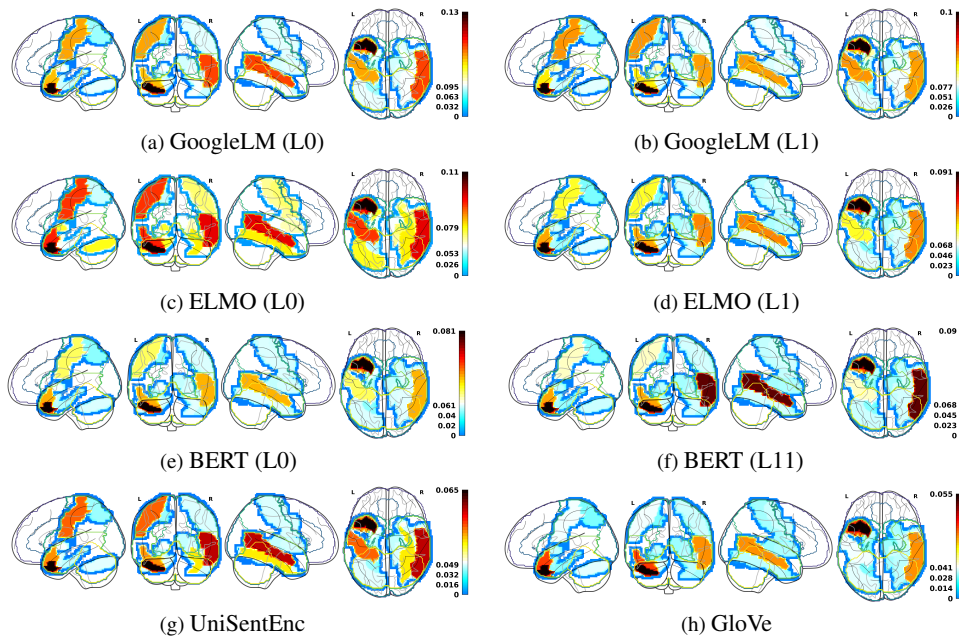 L R L R 0.13
0.095
0.063
0.032
0
(a) GoogleLM (L0)
L R L R 0.1
0.077
0.051
0.026
0
(b) GoogleLM (L1)
L R L R 0.11
0.079
0.053
0.026
0
(c) ELMO (L0)
L R L R 0.091
0.068
0.046
0.023
0
(d) ELMO (L1)
L R L R 0.081
0.061
0.04
0.02
0
(e) BERT (L0)
L R L R 0.09
0.068
0.045
0.023
0
(f) BERT (L11)
L R L R 0.065
0.049
0.032
0.016
0
(g) UniSentEnc
L R L R 0.055
0.041
0.028
0.014
0
(h) GloVe